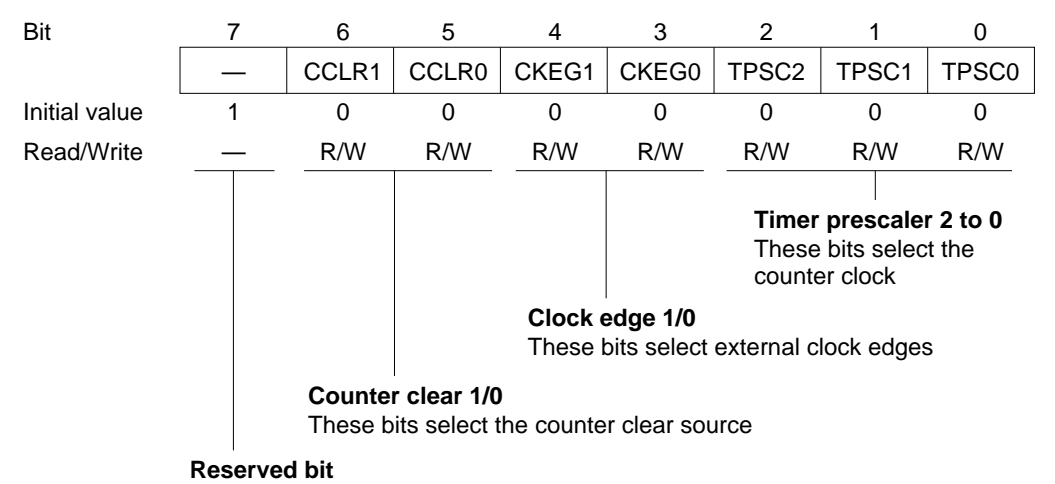 Bit 7 6 5 4 3 2 1 0
— CCLR1 CCLR0 CKEG1 CKEG0 TPSC2 TPSC1 TPSC0
Initial value 1 0 0 0 0 0 0 0
Read/Write — R/W R/W R/W R/W R/W R/W R/W
Timer prescaler 2 to 0
These bits select the
counter clock
Clock edge 1/0
These bits select external clock edges
Counter clear 1/0
These bits select the counter clear source
Reserved bit